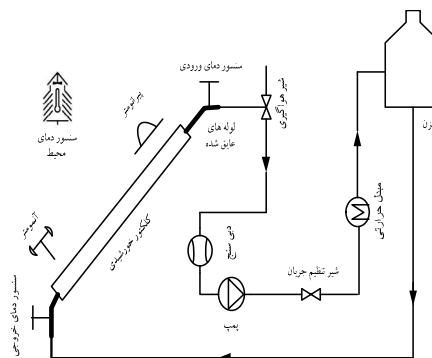 سنسور دمای ورودی
شیر هواگیری
پیرانومتر
لوله های
عایق شده
سنسور دمای
محیط
مبدل حرارتی
آنمومتر
کلکتور خورشیدی
دبی سنج
شیر تنظیم جریان
پمپ
سنسور دمای خروجی